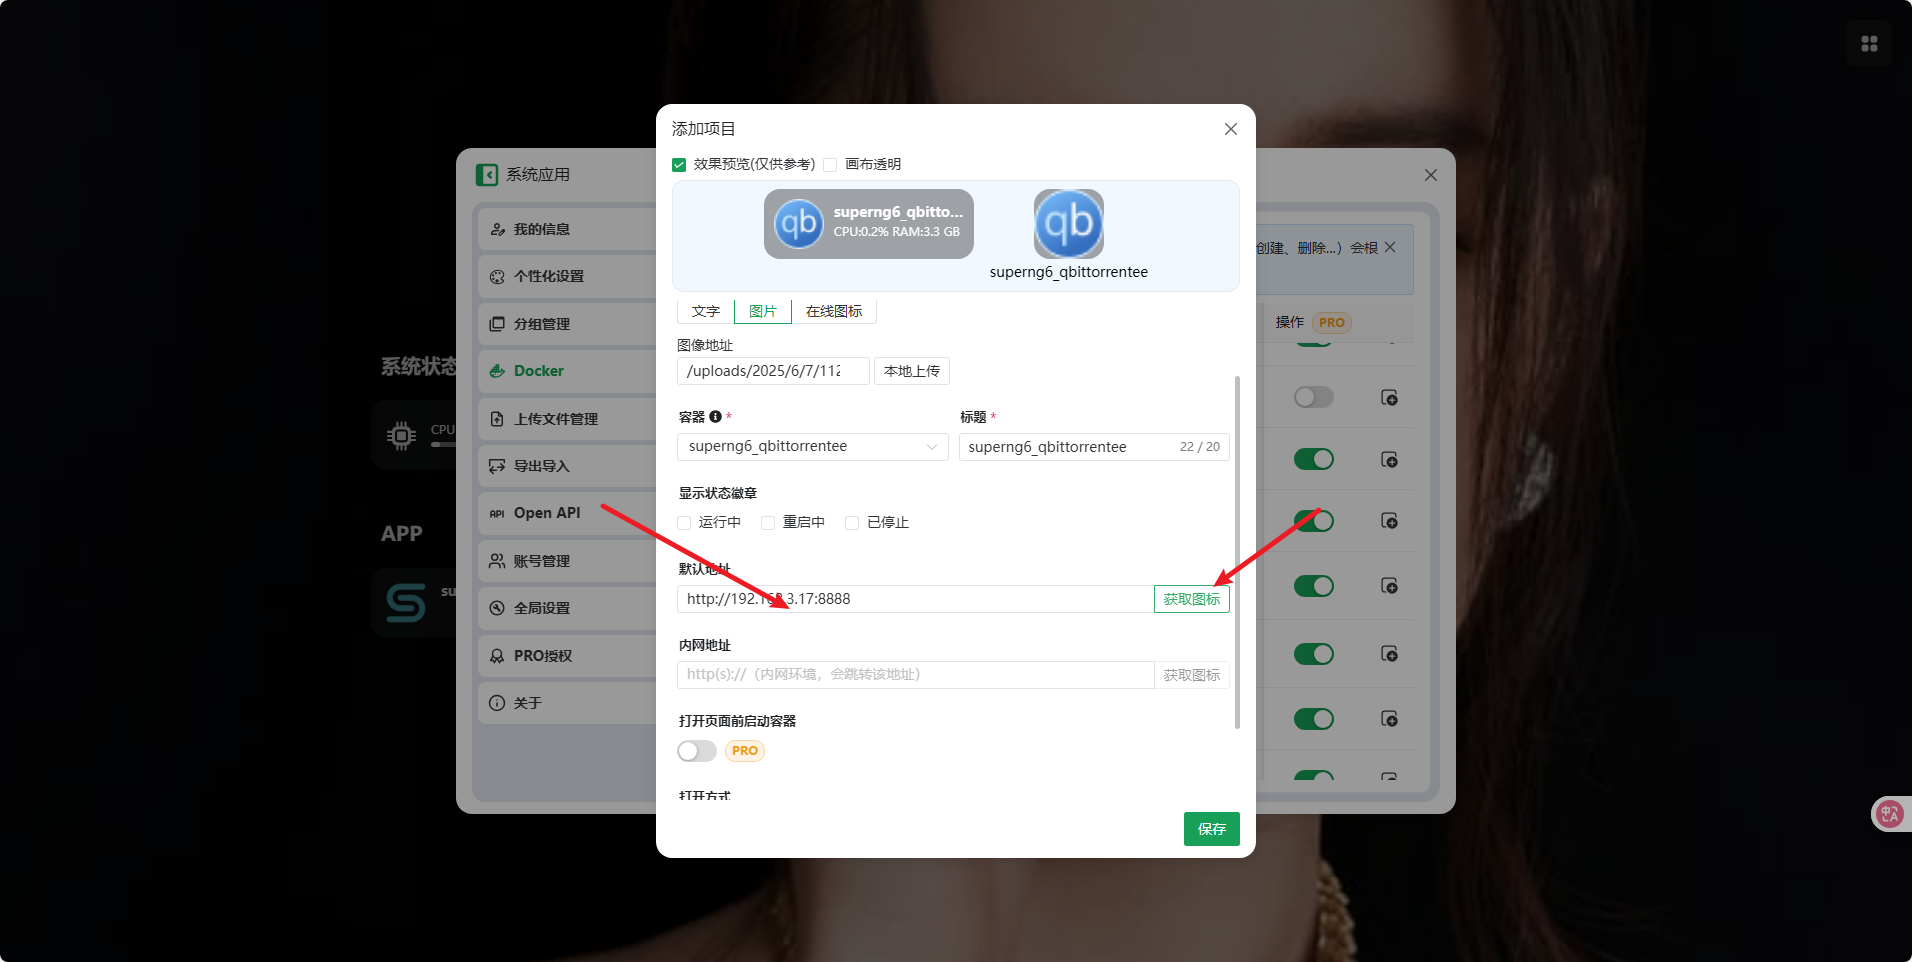 添加项目
效果预览(仅供参考)
画布透明
superng6_qbitto...
CPU:0.2% RAM:3.3 GB
superng6_qbittorrentee
文字
图片
在线图标
图像地址
/uploads/2025/6/7/112
本地上传
容器 *
标题 *
superng6_qbittorrentee
superng6_qbittorrentee
22 / 20
显示状态徽章
运行中
重启中
已停止
默认地址
http://192.168.3.17:8888
获取图标
内网地址
http(s)://（内网环境，会跳转该地址）
获取图标
打开页面前启动容器
PRO
打开方式
保存
系统应用
我的信息
个性化设置
分组管理
Docker
上传文件管理
导出导入
API Open API
账号管理
全局设置
PRO授权
关于
创建、删除...）会根
操作 PRO
系统状态
CPU
APP
su
qb
qb